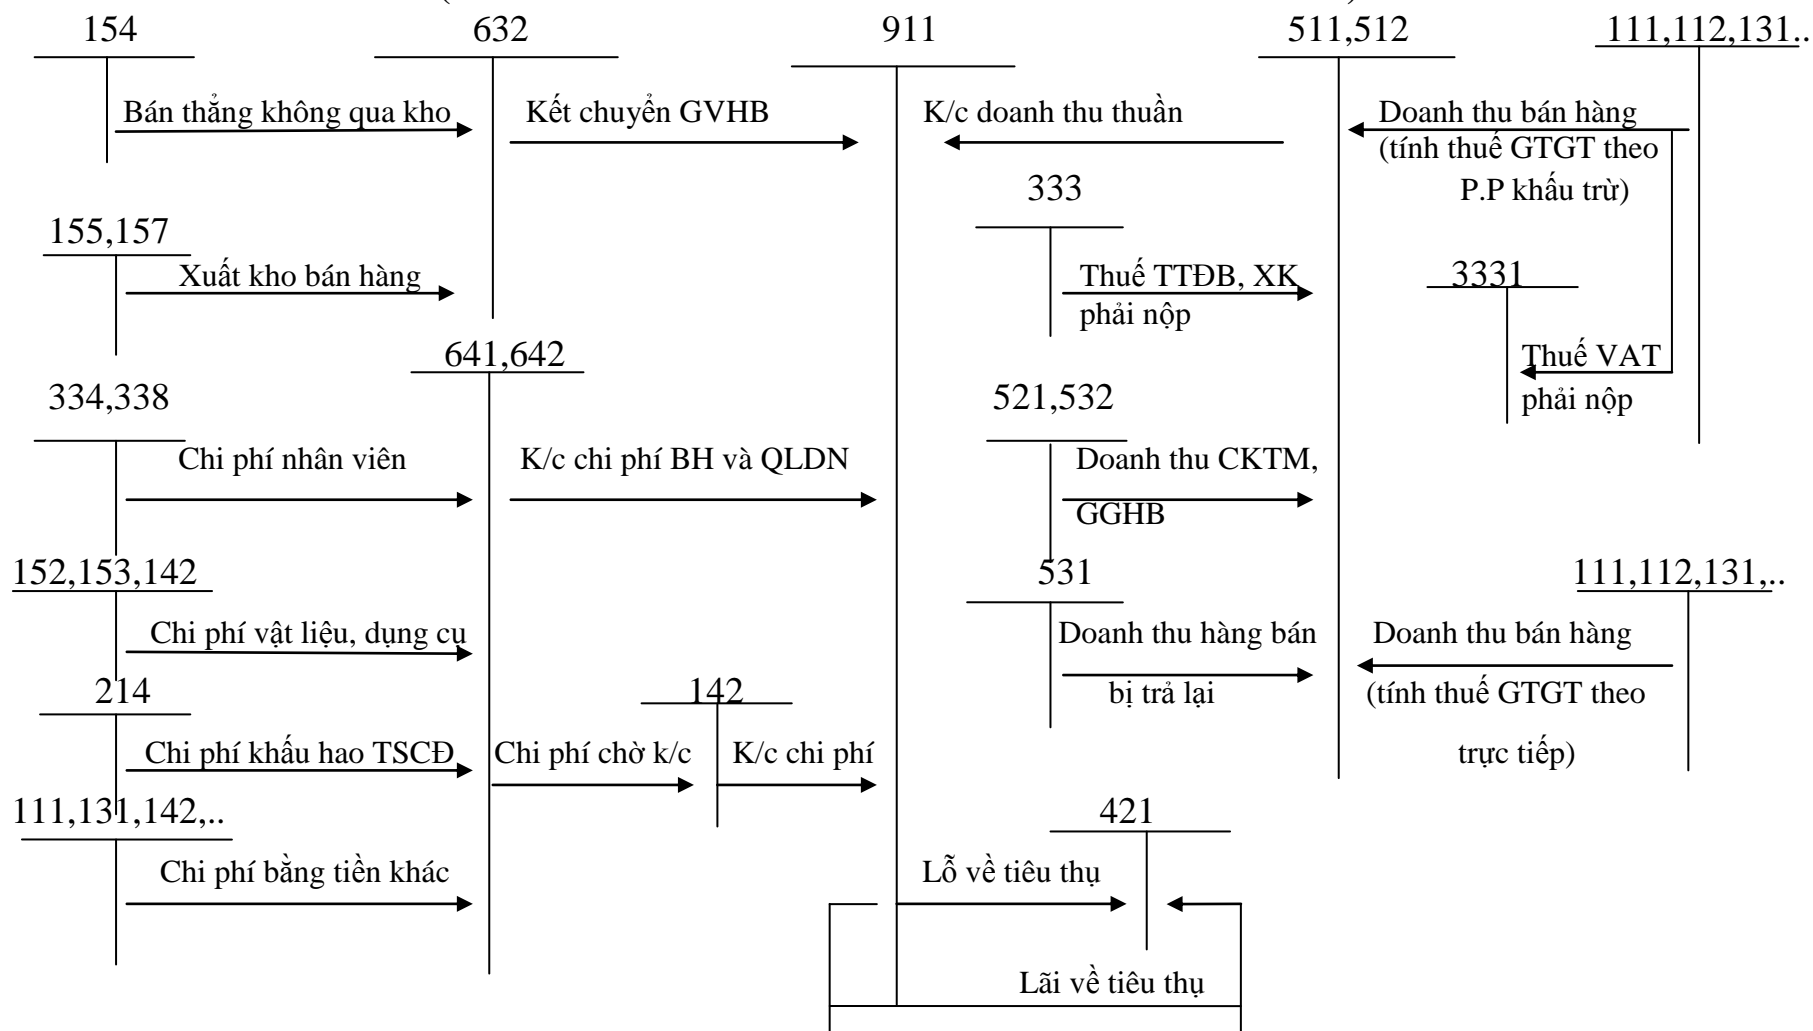 154
632
911
511,512
111,112,131..
Bán thẳng không qua kho
Kết chuyển GVHB
K/c doanh thu thuần
Doanh thu bán hàng
(tính thuế GTGT theo
P.P khấu trừ)
333
155,157
Xuất kho bán hàng
Thuế TTĐB, XK
phải nộp
3331
Thuế VAT
phải nộp
641,642
334,338
521,532
Chi phí nhân viên
K/c chi phí BH và QLDN
Doanh thu CKTM,
GGHB
152,153,142
531
111,112,131,..
Chi phí vật liệu, dụng cụ
Doanh thu hàng bán
bị trả lại
Doanh thu bán hàng
(tính thuế GTGT theo
trực tiếp)
214
142
Chi phí khấu hao TSCĐ
Chi phí chờ k/c
K/c chi phí
111,131,142,..
421
Chi phí bằng tiền khác
Lỗ về tiêu thụ
Lãi về tiêu thụ